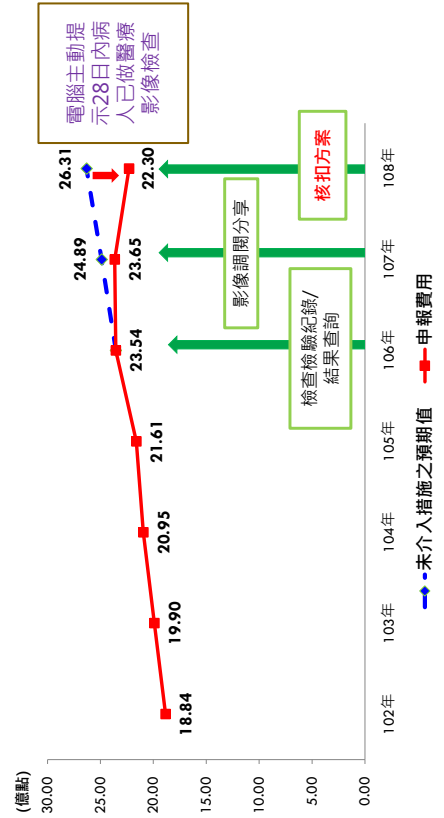 (億點)
30.00
25.00
20.00
15.00
10.00
5.00
0.00
電腦主動提
示28日內病
人已做醫療
影像檢查
26.31
24.89
22.30
23.65
23.54
21.61
20.95
19.90
18.84
核扣方案
影像調閱分享
檢查檢驗紀錄/
結果查詢
102年
103年
104年
105年
106年
107年
108年
未介入措施之預期值
申報費用